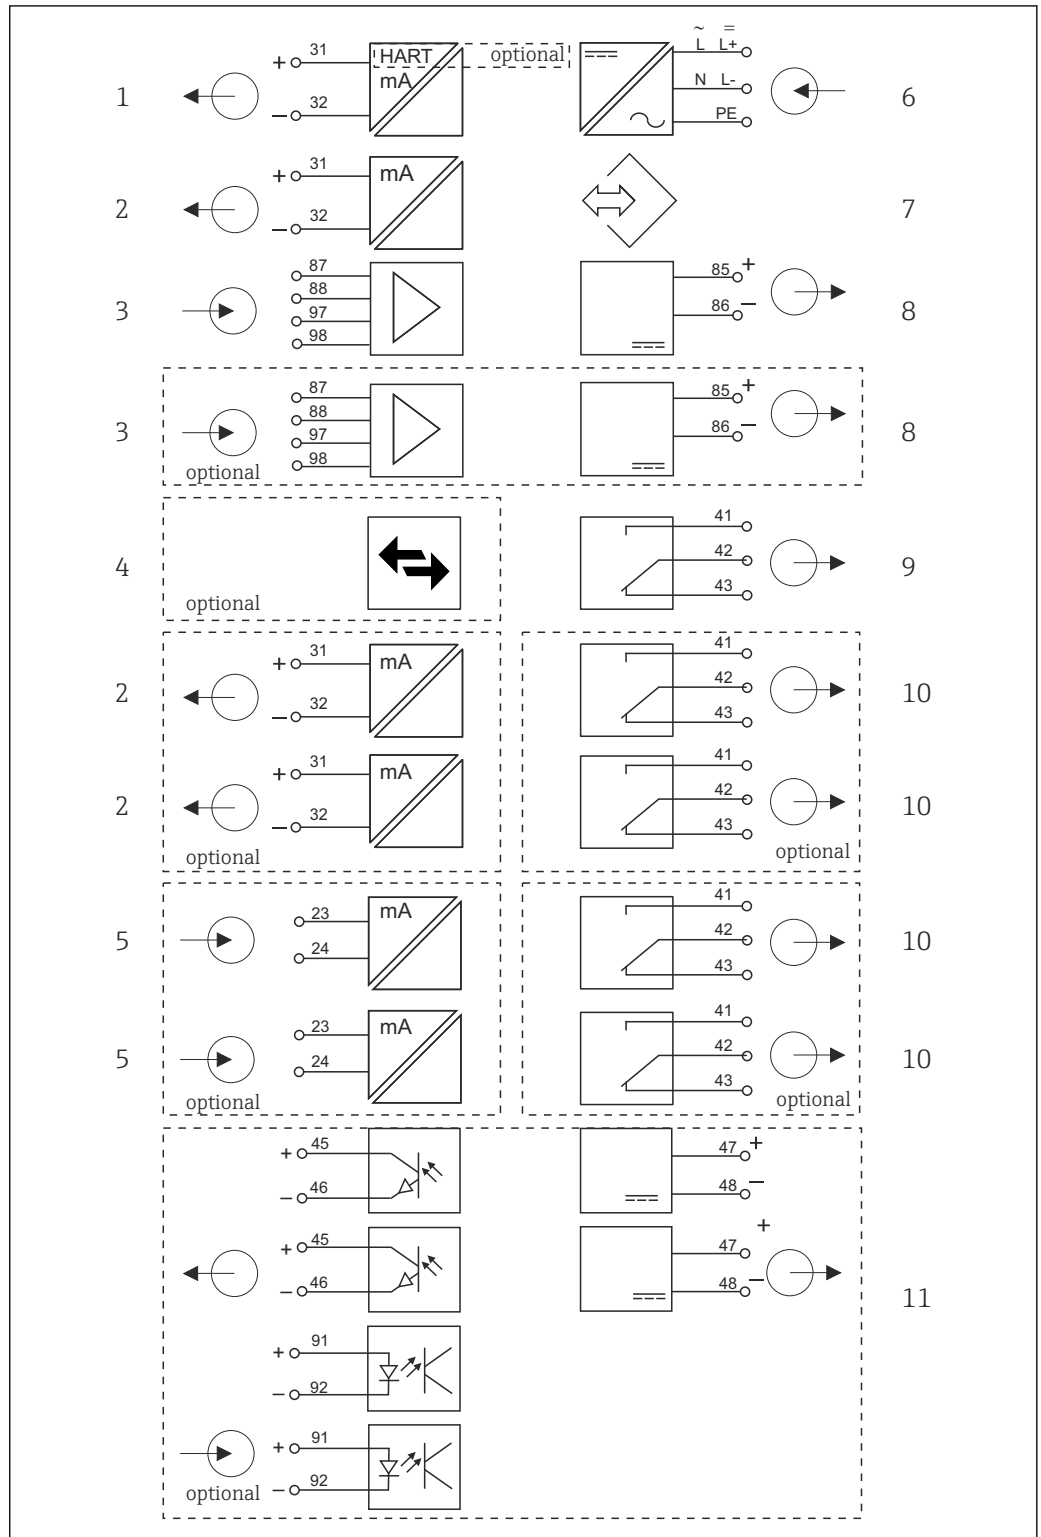 ~ =
+ 31 HART optional L L+
1 mA N L- 6
− 32 PE
+ 31 mA
2 7
− 32
87 85 +
88
3 97 86 − 8
98
87 85 +
88
3 97 86 − 8
optional 98
41
4 42 9
optional 43
+ 31 mA 41
2 42 10
− 32 43
+ 31 mA 41
2 42 10
− 32 43
optional optional
23 mA 41
5 24 42 10
43
23 mA 41
5 24 42 10
43
optional optional
+ 45 47 +
− 46 48 −
+ 45 47 +
− 46 48 −
11
+ 91
− 92
+ 91
optional − 92